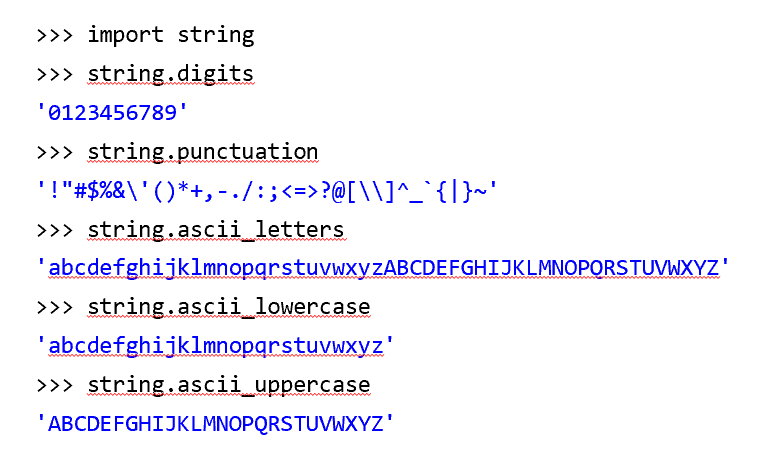 >>> import string
>>> string.digits
'0123456789'
>>> string.punctuation
'!"#$%&\'()*+,-./:;<=>?@[\\]^_`{|}~'
>>> string.ascii_letters
'abcdefghijklmnopqrstuvwxyzABCDEFGHIJKLMNOPQRSTUVWXYZ'
>>> string.ascii_lowercase
'abcdefghijklmnopqrstuvwxyz'
>>> string.ascii_uppercase
'ABCDEFGHIJKLMNOPQRSTUVWXYZ'